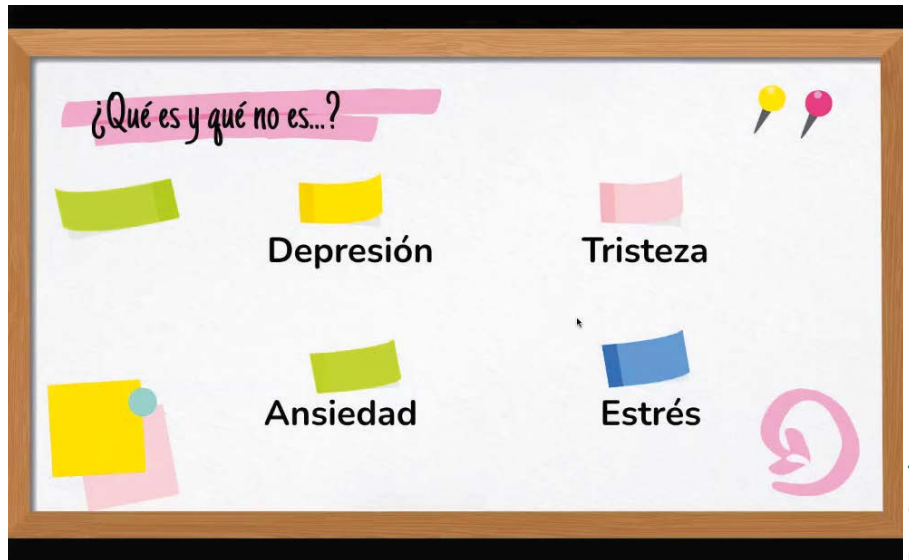 ¿Qué es y qué no es...?
Depresión
Tristeza
Ansiedad
Estrés